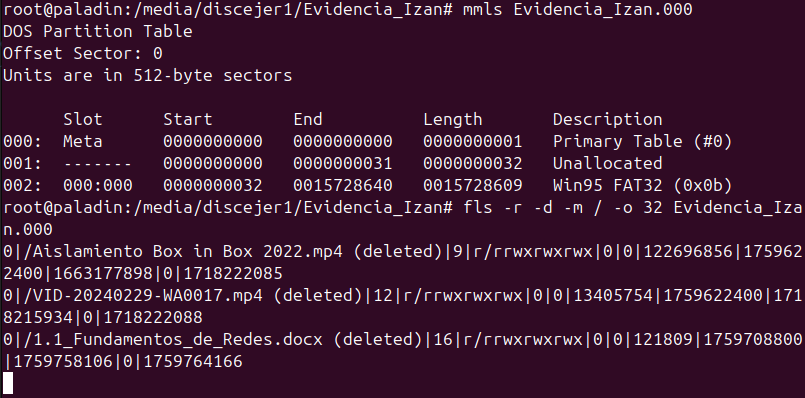 root@paladin:/media/discejer1/Evidencia_Izan# mmls Evidencia_Izan.000
DOS Partition Table
Offset Sector: 0
Units are in 512-byte sectors

      Slot      Start        End          Length       Description
000:  Meta      0000000000   0000000000   0000000001   Primary Table (#0)
001:  -------   0000000000   0000000031   0000000032   Unallocated
002:  000:000   0000000032   0015728640   0015728609   Win95 FAT32 (0x0b)
root@paladin:/media/discejer1/Evidencia_Izan# fls -r -d -m / -o 32 Evidencia_Iza
n.000
0|/Aislamiento Box in Box 2022.mp4 (deleted)|9|r/rrwxrwxrwx|0|0|122696856|175962
2400|1663177898|0|1718222085
0|/VID-20240229-WA0017.mp4 (deleted)|12|r/rrwxrwxrwx|0|0|13405754|1759622400|171
8215934|0|1718222088
0|/1.1_Fundamentos_de_Redes.docx (deleted)|16|r/rrwxrwxrwx|0|0|121809|1759708800
|1759758106|0|1759764166